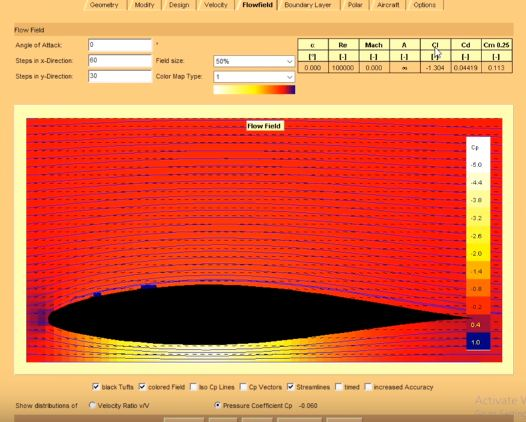 Geometry Modify Design Velocity Flowfield Boundary Layer Polar Aircraft Options
Flow Field
Angle of Attack: 0 °
Steps in x-Direction: 60 Field size: 50%
Steps in y-Direction: 30 Color Map Type: 1
α Re Mach A Cl Cd Cm 0.25
[°] [-] [-] [-] [-] [-] [-]
0.000 100000 0.000 ∞ -1.304 0.04419 0.113
Flow Field
Cp
-5.0
-4.4
-3.8
-3.2
-2.6
-2.0
-1.4
-0.8
-0.2
0.4
1.0
black Tufts colored Field Iso Cp Lines Cp Vectors Streamlines timed increased Accuracy
Show distributions of Velocity Ratio v/V Pressure Coefficient Cp -0.060
Activate